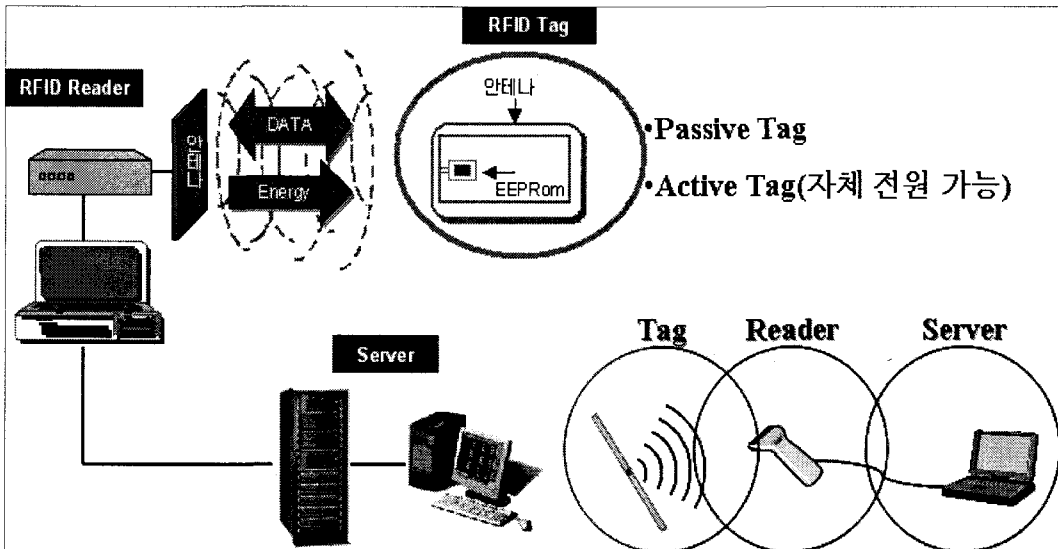 RFID Tag
RFID Reader
안테나
안테나
DATA
Energy
EEPRom
•Passive Tag
•Active Tag(자체 전원 가능)
Server
Tag
Reader
Server